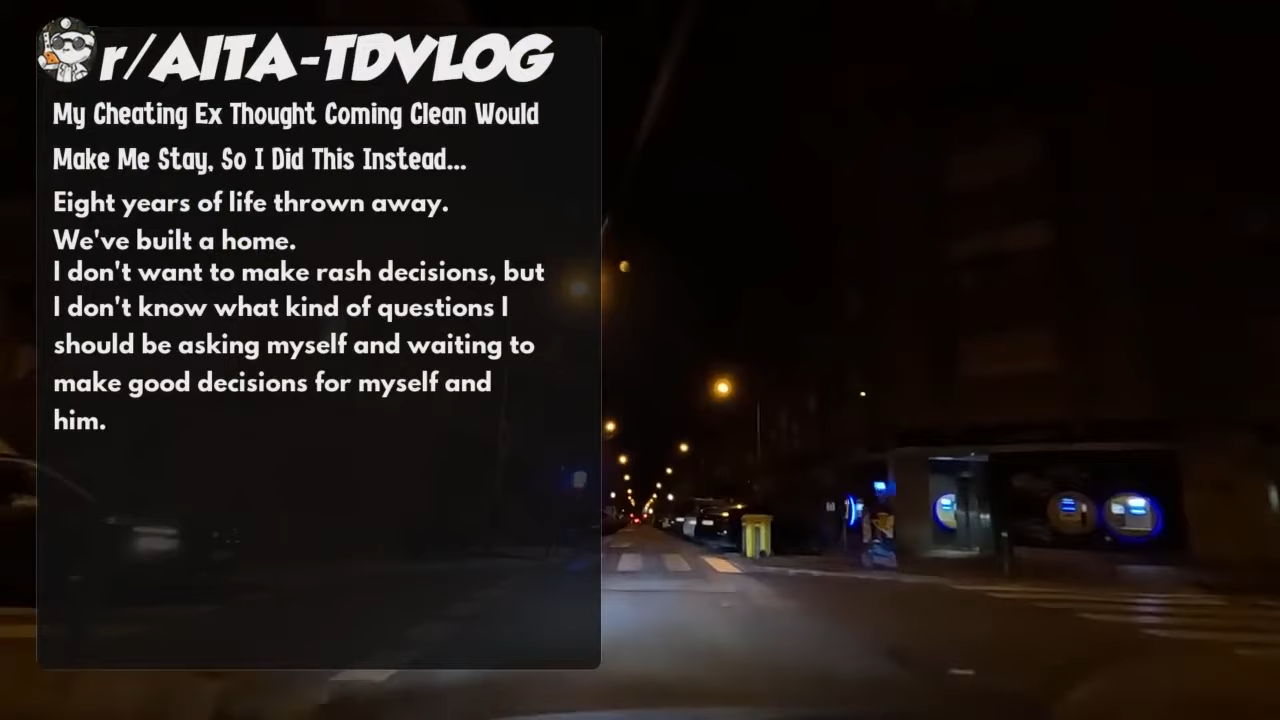 r/AITA-TDVLOG
My Cheating Ex Thought Coming Clean Would
Make Me Stay, So I Did This Instead...
Eight years of life thrown away.
We've built a home.
I don't want to make rash decisions, but
I don't know what kind of questions I
should be asking myself and waiting to
make good decisions for myself and
him.